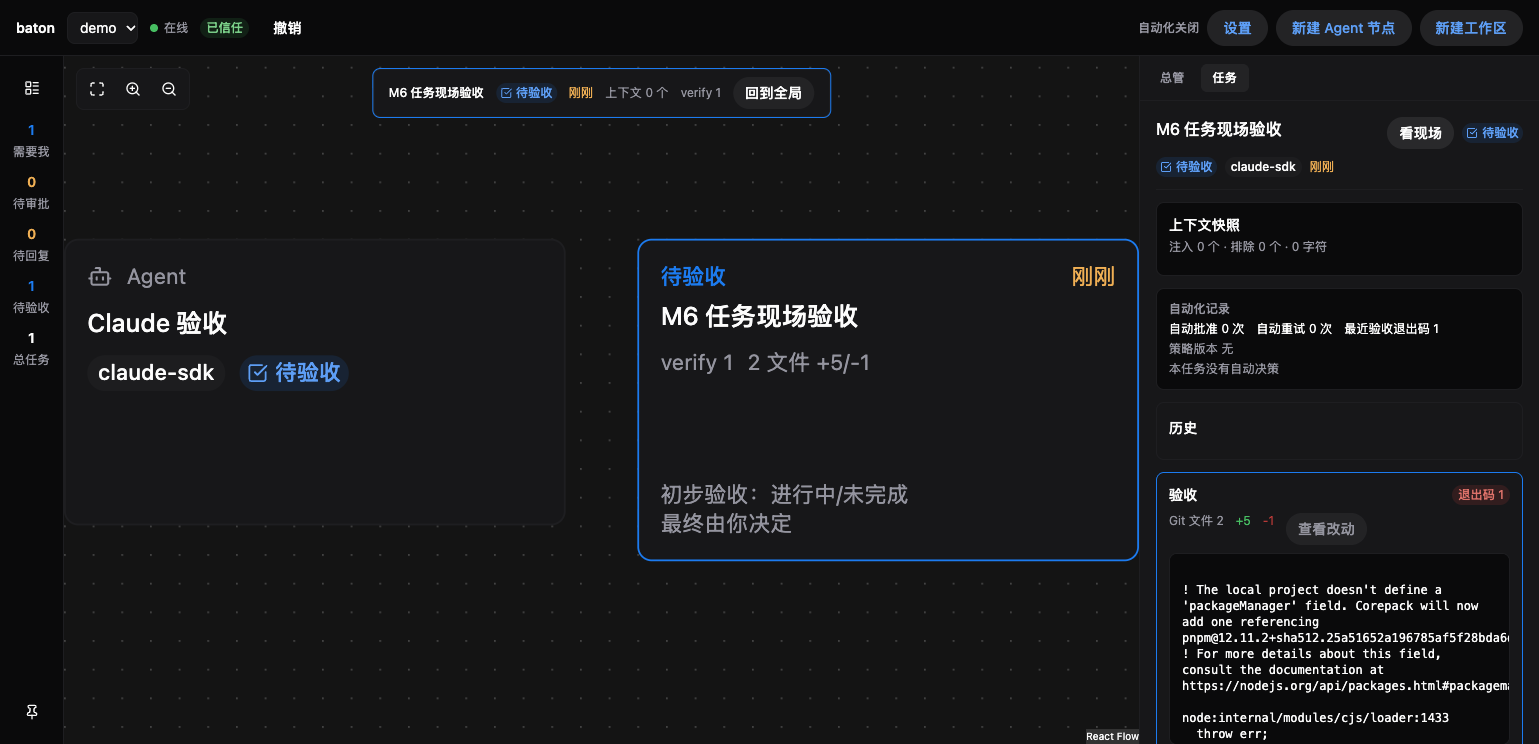 baton demo 在线 已信任 撤销
自动化关闭 设置 新建 Agent 节点 新建工作区
1
需要我
0
待审批
0
待回复
1
待验收
1
总任务
M6 任务现场验收 待验收 刚刚 上下文 0 个 verify 1 回到全局
Agent
Claude 验收
claude-sdk 待验收
待验收 刚刚
M6 任务现场验收
verify 1 2 文件 +5/-1
初步验收：进行中/未完成
最终由你决定
React Flow
总管 任务
M6 任务现场验收 看现场 待验收
待验收 claude-sdk 刚刚
上下文快照
注入 0 个 · 排除 0 个 · 0 字符
自动化记录
自动批准 0 次 自动重试 0 次 最近验收退出码 1
策略版本 无
本任务没有自动决策
历史
验收 退出码 1
Git 文件 2 +5 -1 查看改动
! The local project doesn't define a
'packageManager' field. Corepack will now
add one referencing
pnpm@12.11.2+sha512.25a51652a196785af5f28bda6
! For more details about this field,
consult the documentation at
https://nodejs.org/api/packages.html#packagema
node:internal/modules/cjs/loader:1433
throw err;